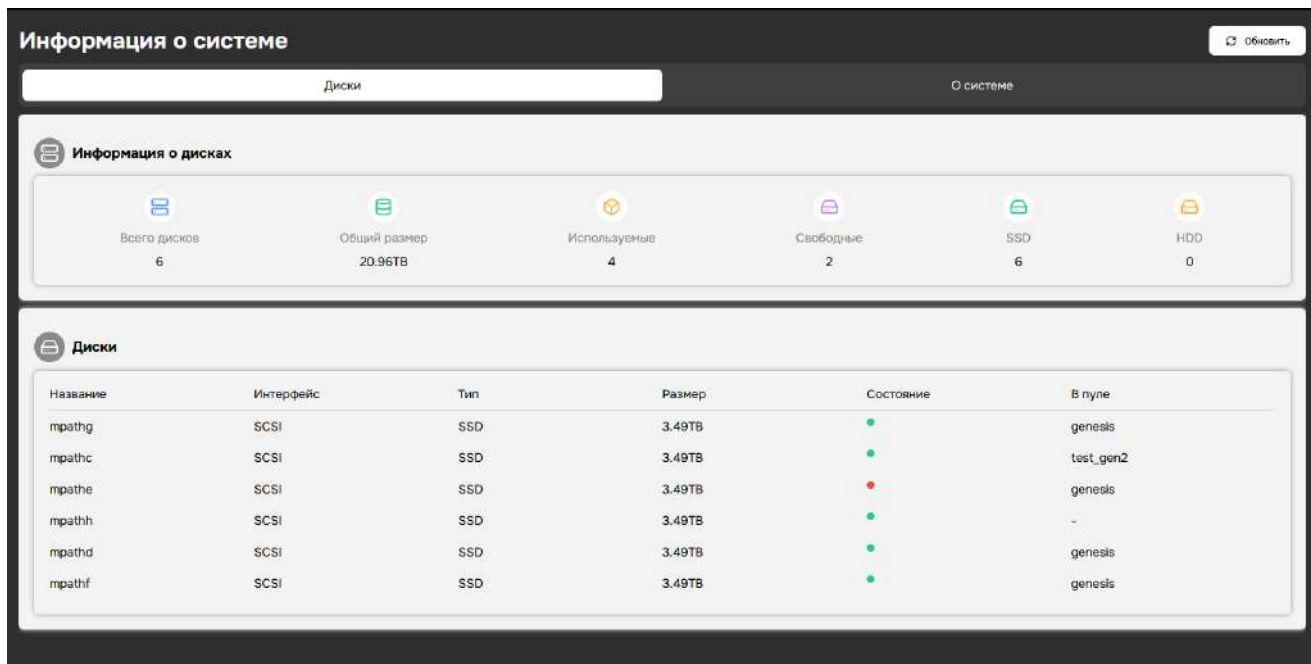 Информация о системе
Обновить
Диски
О системе
Информация о дисках
Всего дисков Общий размер Используемые Свободные SSD HDD
6 20.96TB 4 2 6 0
Диски
Название Интерфейс Тип Размер Состояние В пуле
mpathg SCSI SSD 3.49TB genesis
mpathc SCSI SSD 3.49TB test_gen2
mpathe SCSI SSD 3.49TB genesis
mpathh SCSI SSD 3.49TB -
mpathd SCSI SSD 3.49TB genesis
mpathf SCSI SSD 3.49TB genesis